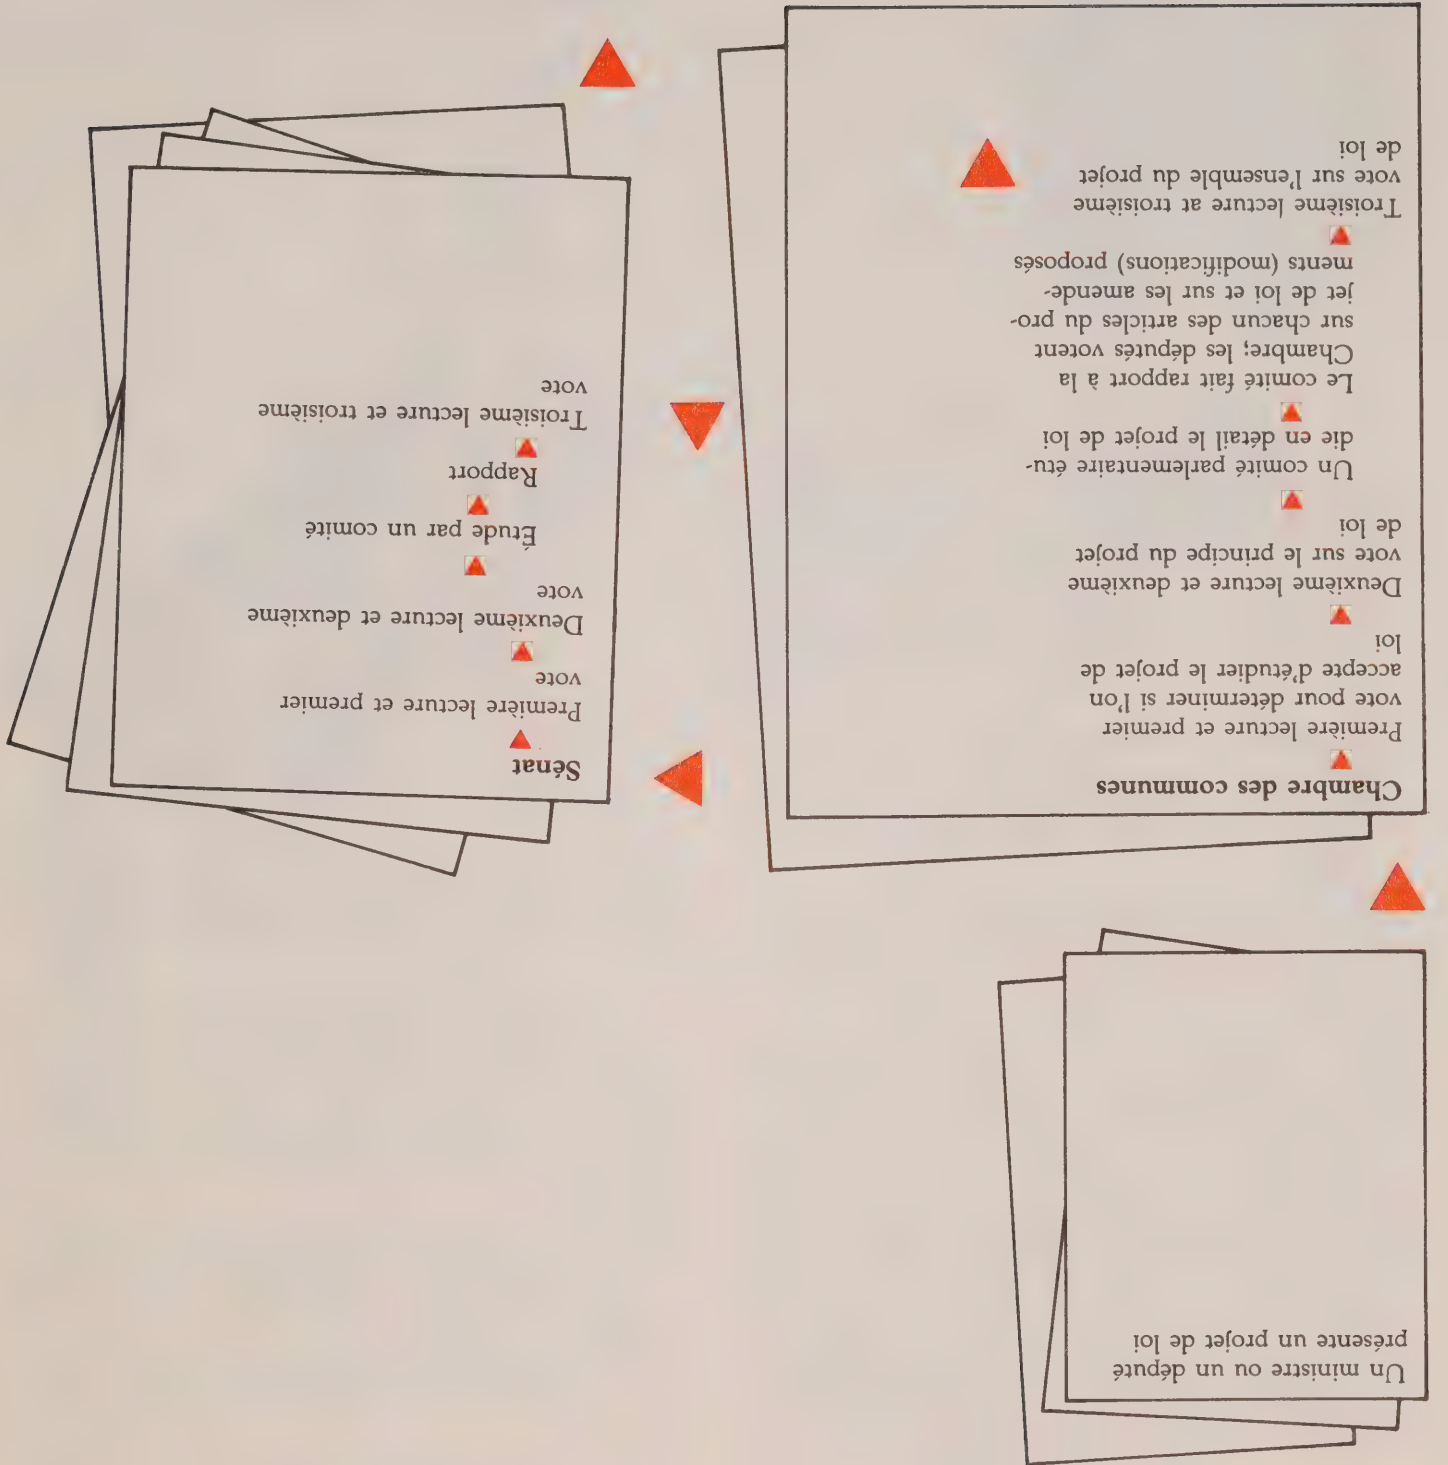 Un ministre ou un député
présente un projet de loi
Chambre des communes
Première lecture et premier
vote pour déterminer si l'on
accepte d'étudier le projet de
loi
Deuxième lecture et deuxième
vote sur le principe du projet
de loi
Un comité parlementaire étu-
die en détail le projet de loi
Le comité fait rapport à la
Chambre; les députés votent
sur chacun des articles du pro-
jet de loi et sur les amende-
ments (modifications) proposés
Troisième lecture at troisième
vote sur l'ensemble du projet
de loi
Sénat
Première lecture et premier
vote
Deuxième lecture et deuxième
vote
Étude par un comité
Rapport
Troisième lecture et troisième
vote